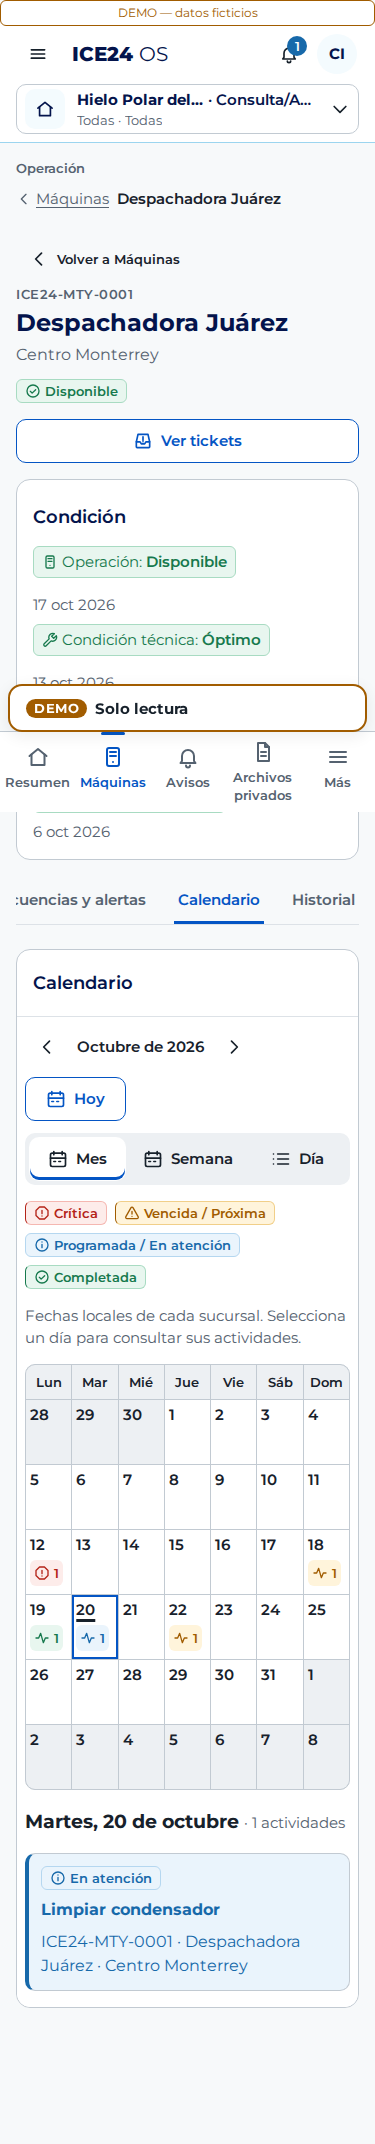 DEMO — datos ficticios
ICE24 OS
1
CI
Hielo Polar del... · Consulta/A...
Todas · Todas
Operación
Máquinas Despachadora Juárez
Volver a Máquinas
ICE24-MTY-0001
Despachadora Juárez
Centro Monterrey
Disponible
Ver tickets
Condición
Operación: Disponible
17 oct 2026
Condición técnica: Óptimo
13 oct 2026
DEMO Solo lectura
Resumen Máquinas Avisos Archivos privados Más
6 oct 2026
cuencias y alertas Calendario Historial
Calendario
Octubre de 2026
Hoy
Mes Semana Día
Crítica Vencida / Próxima
Programada / En atención
Completada
Fechas locales de cada sucursal. Selecciona
un día para consultar sus actividades.
Lun Mar Mié Jue Vie Sáb Dom
28 29 30 1 2 3 4
5 6 7 8 9 10 11
12 13 14 15 16 17 18
1 1
19 20 21 22 23 24 25
1 1 1
26 27 28 29 30 31 1
2 3 4 5 6 7 8
Martes, 20 de octubre · 1 actividades
En atención
Limpiar condensador
ICE24-MTY-0001 · Despachadora
Juárez · Centro Monterrey